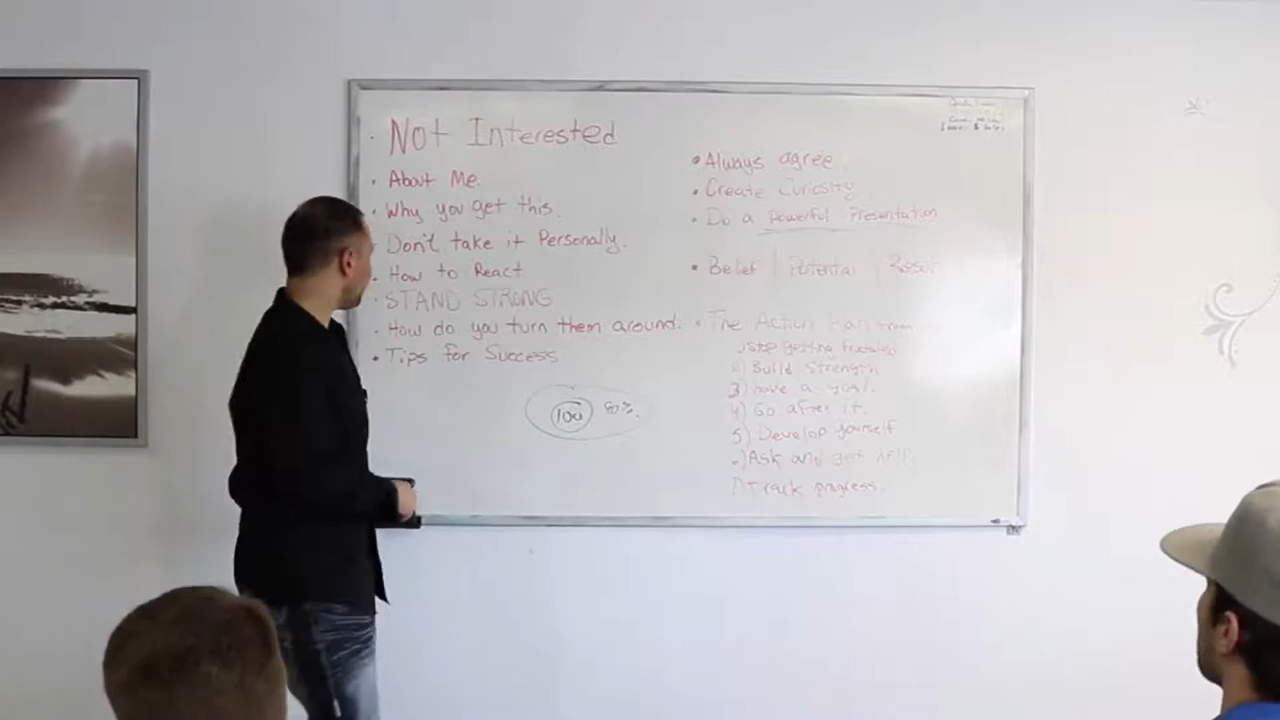 • Not Interested
• About Me.
• Why you get this.
• Don't take it Personally.
• How to React
• STAND STRONG
• How do you turn them around.
• Tips for Success
100 80%.
• Always agree.
• Create Curiostry
• Do a powerful Presentation
• Belief | Potential | Result
• The Action Plan from
1) Stop getting frustrated
2) Build Strength
3) have a goal.
4) Go after it.
5) Develop yourself
6) Ask and get help
7) Track progress.